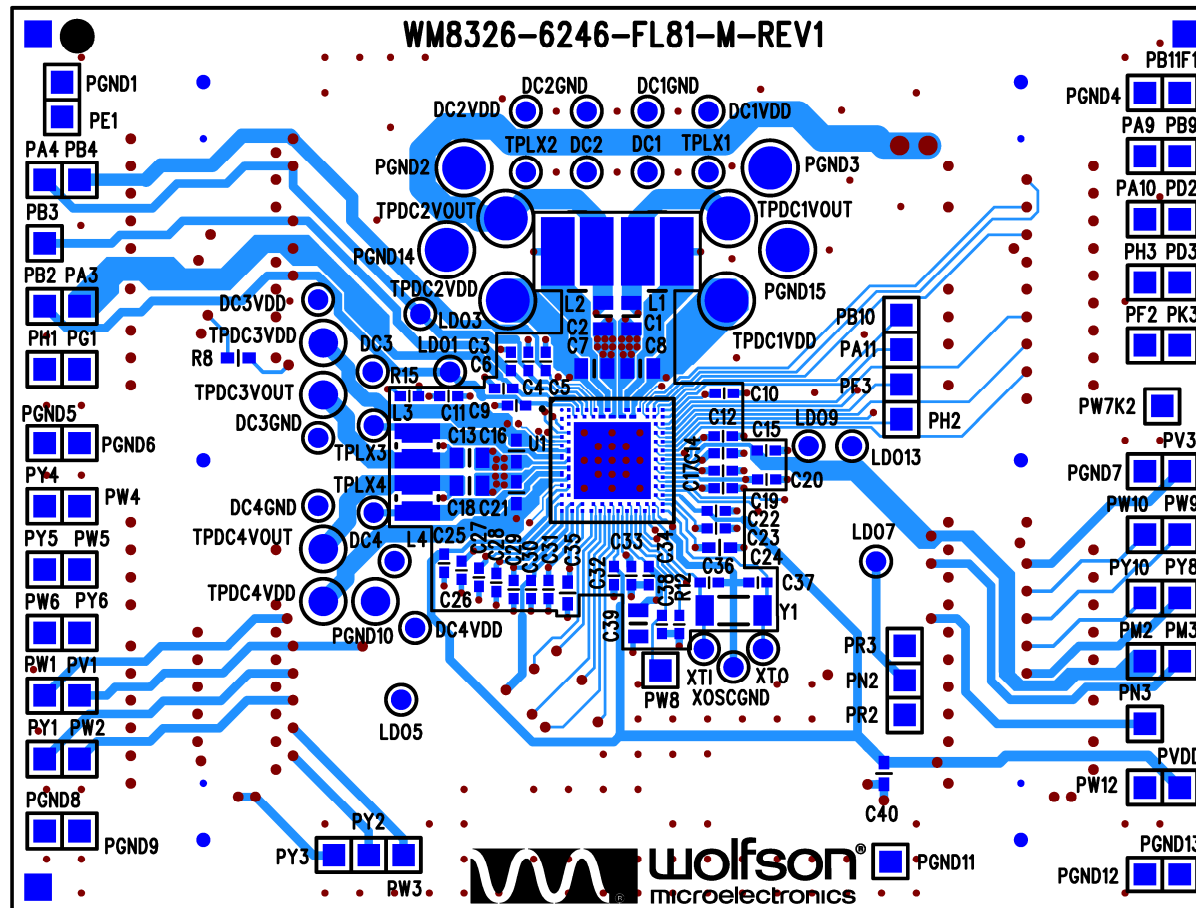 WM8326-6246-FL81-M-REV1
PGND1
PE1
PB11F1
PGND4
DC2GND
DC1GND
DC2VDD
DC1VDD
PA4 PB4
TPLX2 DC2 DC1 TPLX1
PA9 PB9
PGND2
PGND3
PB3
TPDC2VOUT
TPDC1VOUT
PA10 PD2
PGND14
PB2 PA3
TPDC2VDD
PGND15
PH3 PD3
DC3VDD
LDO3
L2 L1
PB10
PF2 PK3
TPDC3VDD
C2 C1
TPDC1VDD
PH1 PG1
R8
DC3
LDO1
C3
C6
C7 C8
PA11
TPDC3VOUT
R15
C4 C5
C10
PF3
PW7K2
PGND5
DC3GND
L3
C11 C9
C12
LDO9
PH2
PGND6
TPLX3
C13 C16
U1
C14 C15
LDO13
PV3
PY4
PW4
TPLX4
C17
C20
PGND7
DC4GND
C18 C21
C19
PW10 PW9
TPDC4VOUT
DC4
L4
C25
C27
C28
C29
C30
C31
C35
C32
C33
C34
C22
C23
C24
LDO7
PY5 PW5
C26
C36
C37
PY10 PY8
TPDC4VDD
PW6 PY6
PGND10
DC4VDD
C39
C38
R12
Y1
PM2 PM3
PW1 PV1
XTI
XTO
PR3
PW8
XOSCGND
PN2
PN3
PY1 PW2
LDO5
PR2
PVDD
PW12
PGND8
C40
PGND9
PY2
PY3
RW3
wolfson®
microelectronics
PGND11
PGND13
PGND12